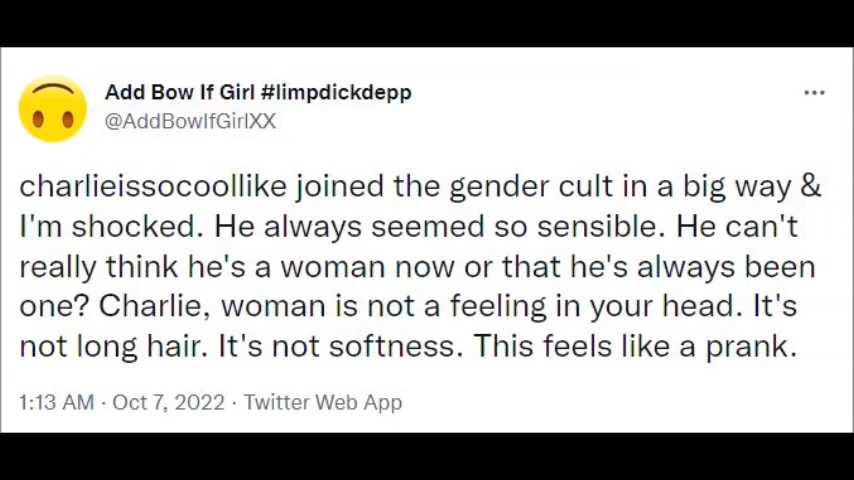 Add Bow If Girl #limpdickdepp
@AddBowIfGirlXX
charlieissocoollike joined the gender cult in a big way &
I'm shocked. He always seemed so sensible. He can't
really think he's a woman now or that he's always been
one? Charlie, woman is not a feeling in your head. It's
not long hair. It's not softness. This feels like a prank.
1:13 AM · Oct 7, 2022 · Twitter Web App